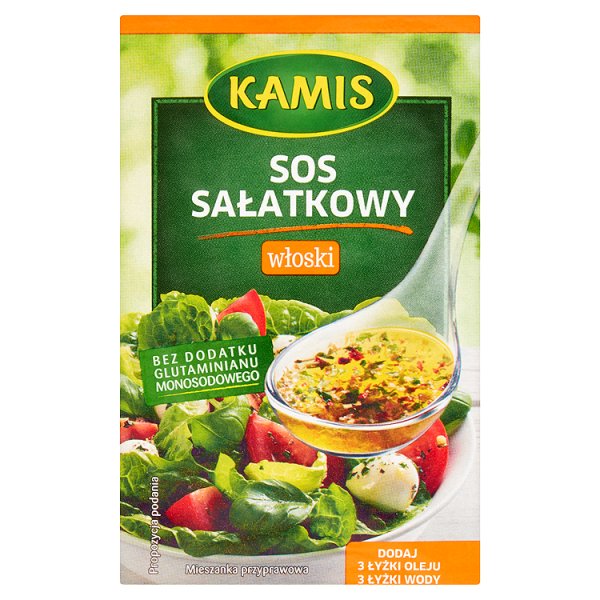 KAMIS
SOS
SAŁATKOWY
włoski
BEZ DODATKU
GLUTAMINIANU
MONOSODOWEGO
Propozycja podania
Mieszanka przyprawowa
DODAJ
3 ŁYŻKI OLEJU
3 ŁYŻKI WODY